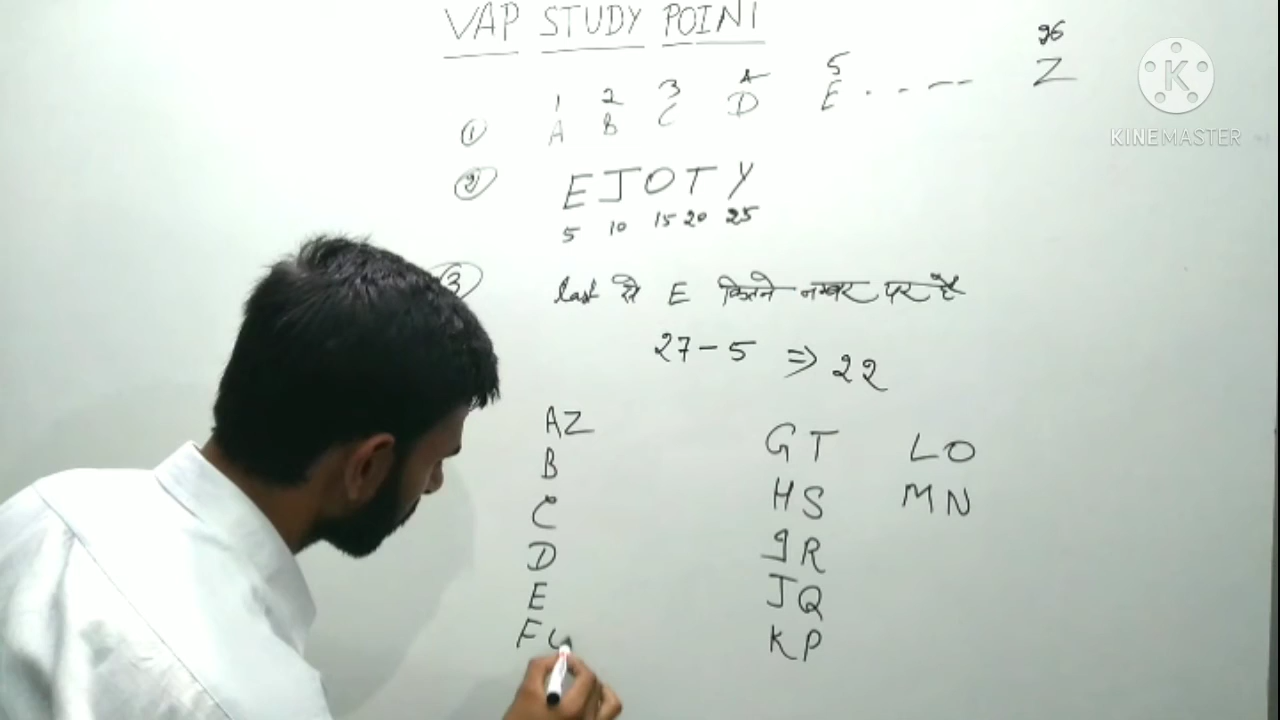 VAP STUDY POINT
1 2 3 4 5 26
① A B C D E . - - -- Z
② E J O T Y
5 10 15 20 25
③ last से E कितने नम्बर पर है
27 - 5 => 22
AZ GT LO
B HS MN
C IR
D JQ
E KP
F U
K
KINEMASTER